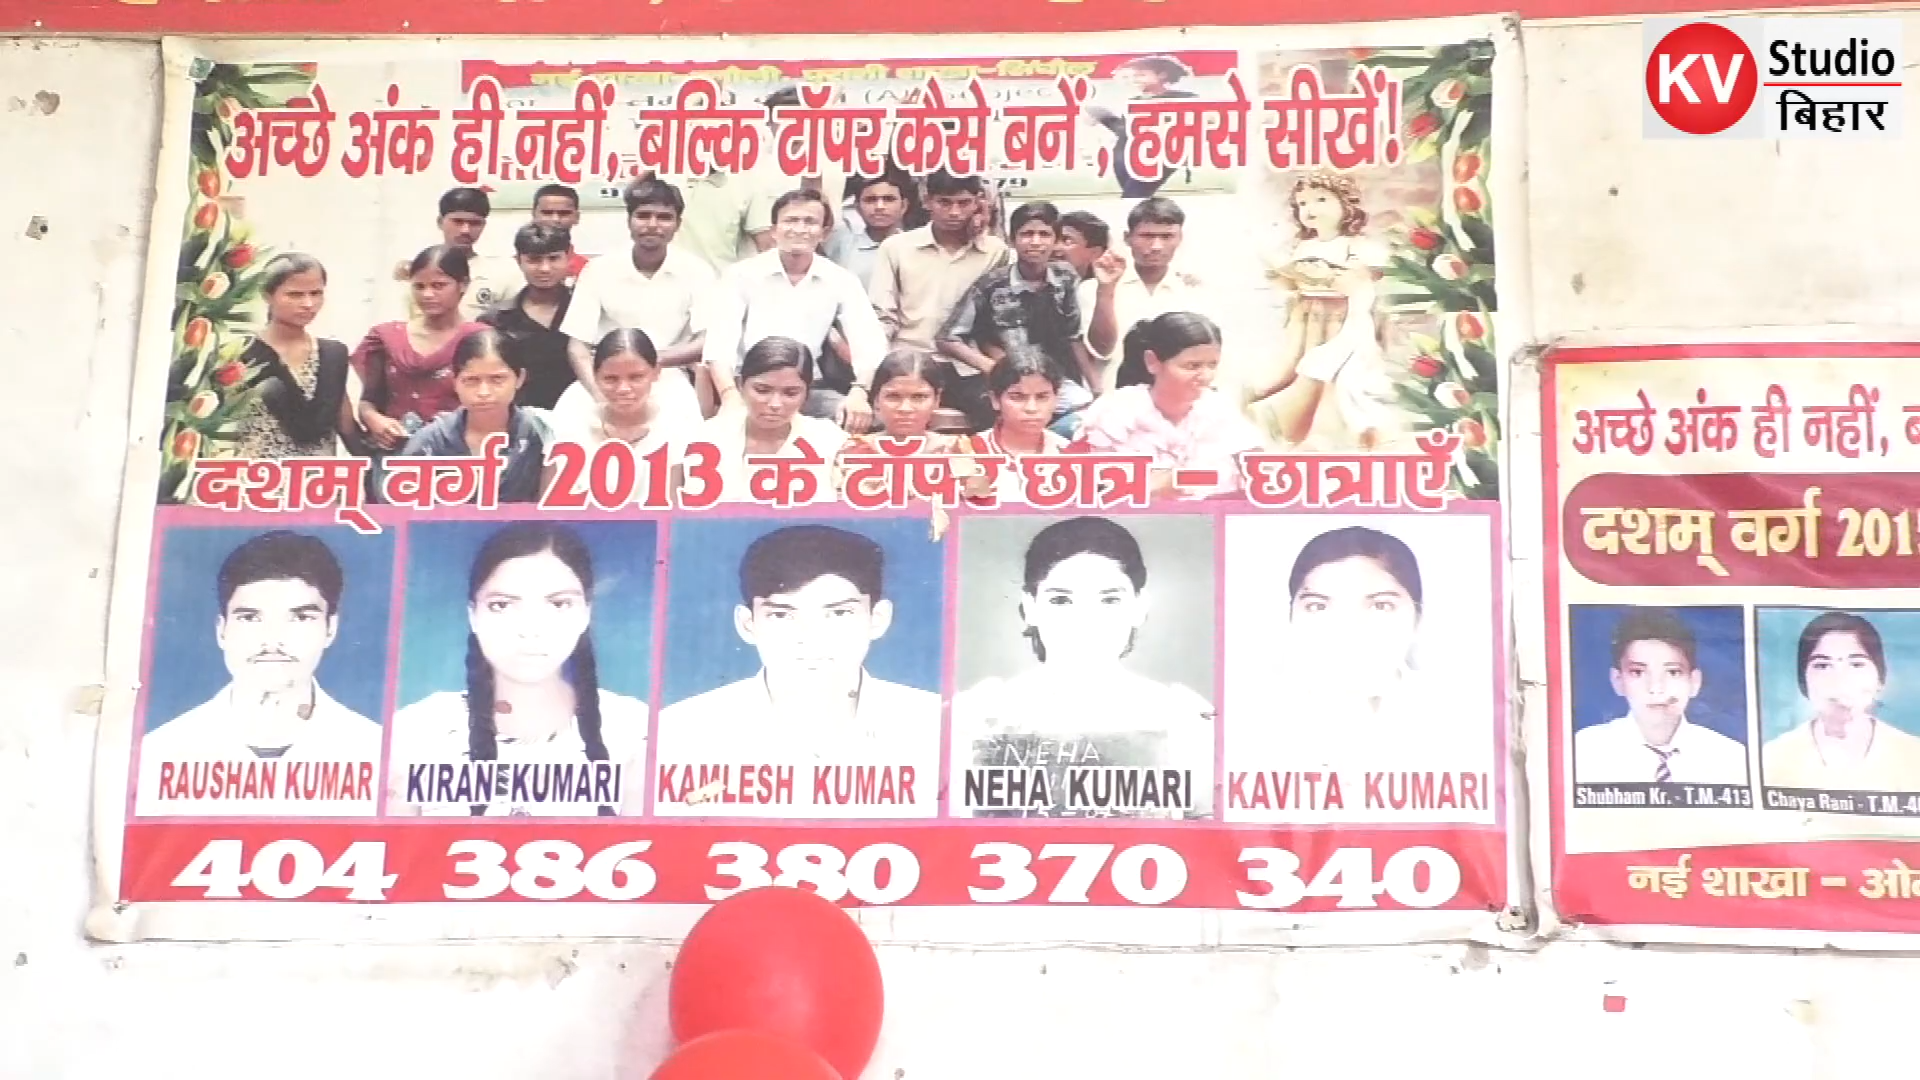 KV Studio
बिहार
अच्छे अंक ही नहीं, बल्कि टॉपर कैसे बनें, हमसे सीखें!
दशम् वर्ग 2013 के टॉपर छात्र - छात्राएँ
RAUSHAN KUMAR
KIRAN KUMARI
KAMLESH KUMAR
NEHA
NEHA KUMARI
KAVITA KUMARI
404 386 380 370 340
अच्छे अंक ही नहीं,
दशम् वर्ग
Shubham Kr. - T.M.-413
Chaya Rani - T.M.-4
नई शाखा -